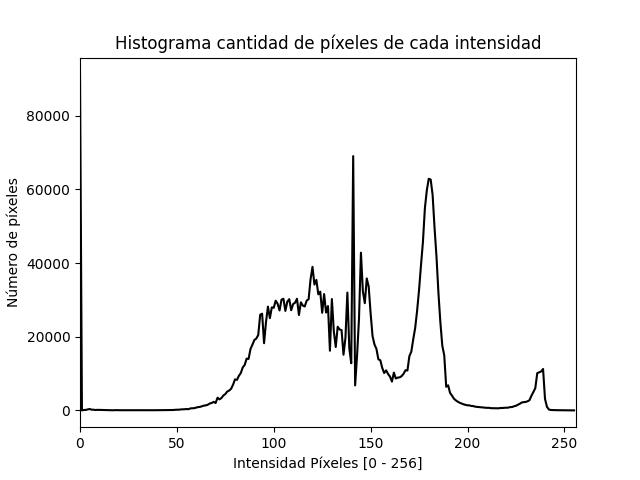 Histograma cantidad de píxeles de cada intensidad
80000
60000
40000
20000
0
Número de píxeles
0 50 100 150 200 250
Intensidad Píxeles [0 - 256]